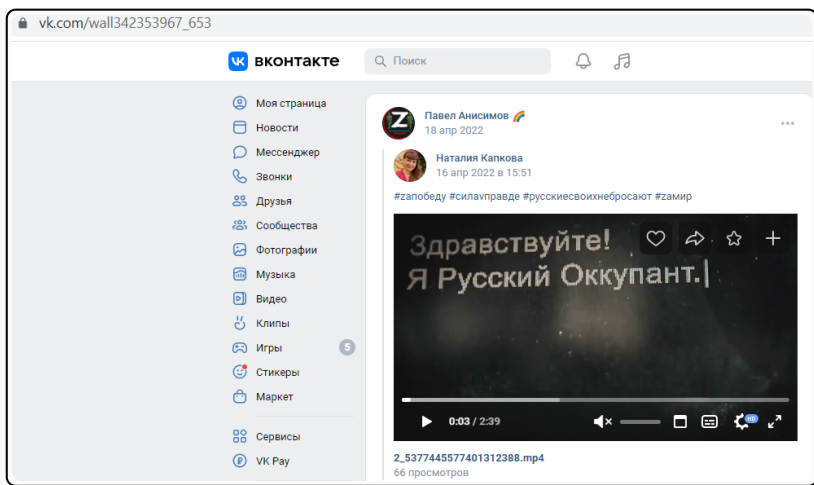 vk.com/wall342353967_653
вконтакте
Поиск
Моя страница
Новости
Мессенджер
Звонки
Друзья
Сообщества
Фотографии
Музыка
Видео
Клипы
Игры
5
Стикеры
Маркет
Сервисы
VK Pay
Павел Анисимов
18 апр 2022
Наталия Капкова
16 апр 2022 в 15:51
#zапобеду #силаvправде #русскиесвоихнебросают #zамир
Здравствуйте!
Я Русский Оккупант.
0:03 / 2:39
HD
2_5377445577401312388.mp4
66 просмотров